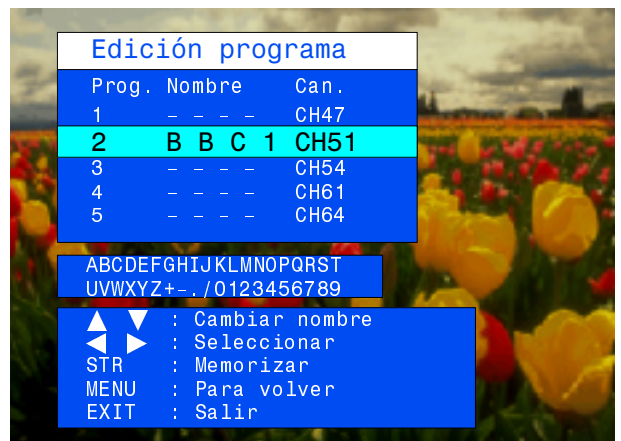 Edición programa
Prog. Nombre Can.
1 – – – – CH47
2 B B C 1 CH51
3 – – – – CH54
4 – – – – CH61
5 – – – – CH64
ABCDEFGHIJKLMNOPQRST
UVWXYZ+–./0123456789
▲ ▼ : Cambiar nombre
◀ ▶ : Seleccionar
STR : Memorizar
MENU : Para volver
EXIT : Salir